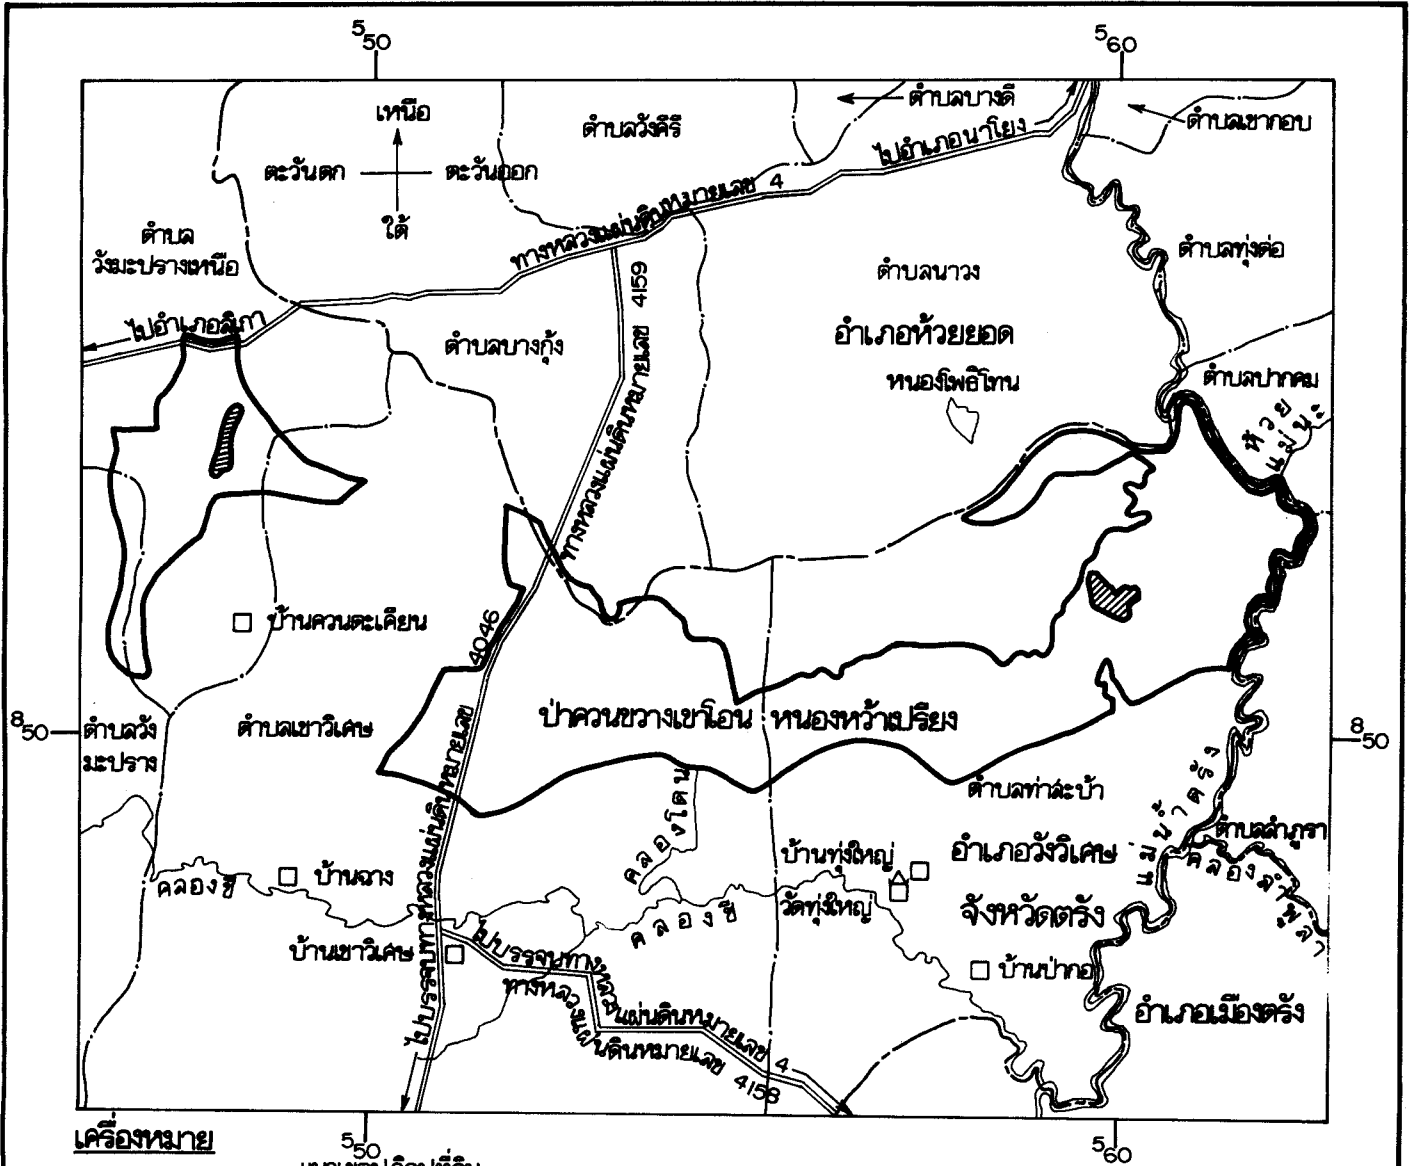 550
560
เหนือ
ตะวันตก
ตะวันออก
ใต้
ตำบลวังคีรี
ตำบลบางดี
ตำบลเขากอบ
ไปอำเภอนาโยง
ทางหลวงแผ่นดินหมายเลข 4
ตำบล
วังมะปรางเหนือ
ตำบลทุ่งต่อ
ตำบลนาวง
ไปอำเภอสิเกา
4159
ทางหลวงแผ่นดินหมายเลข
ตำบลบางกุ้ง
อำเภอห้วยยอด
หนองโพธิโทน
ตำบลปากคม
ห้วย
แม่นะ
บ้านควนตะเคียน
4046
ทางหลวงแผ่นดินหมายเลข
ไปบรรจบทางหลวงแผ่นดินหมายเลข
850
ตำบลวัง
มะปราง
ตำบลเขาวิเศษ
ป่าควนขวางเขาโอน หนองหว้าเปรียง
850
ตำบลท่าสะบ้า
แม่น้ำตรัง
คลองโตน
ตำบลลำภูรา
บ้านทุ่งใหญ่
อำเภอวังวิเศษ
คลองลำพูลา
คลองชี
บ้านฉาง
วัดทุ่งใหญ่
จังหวัดตรัง
คลองชี
บ้านเขาวิเศษ
ไปบรรจบทางหลวงแผ่นดินหมายเลข 4
ทางหลวงแผ่นดินหมายเลข 4158
บ้านป่ากอ
อำเภอเมืองตรัง
550
560
เครื่องหมาย